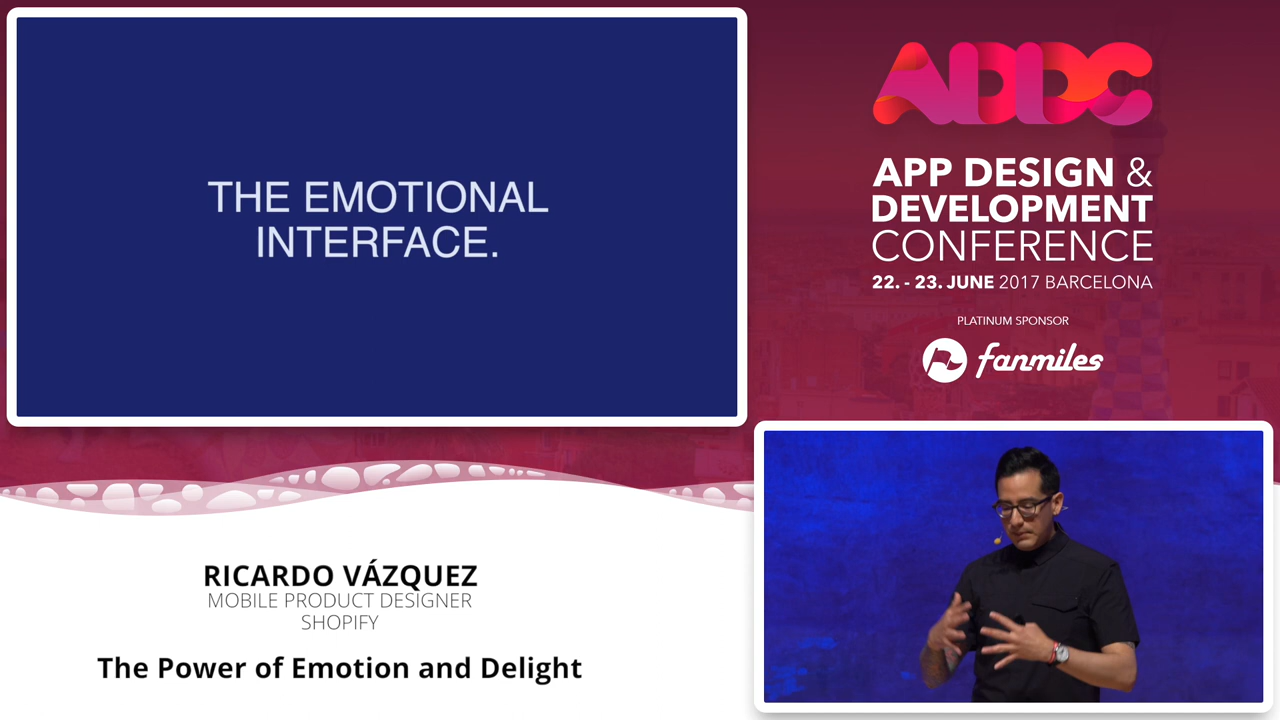 THE EMOTIONAL
INTERFACE.
ADDC
APP DESIGN &
DEVELOPMENT
CONFERENCE
22. - 23. JUNE 2017 BARCELONA
PLATINUM SPONSOR
fanmiles
RICARDO VÁZQUEZ
MOBILE PRODUCT DESIGNER
SHOPIFY
The Power of Emotion and Delight